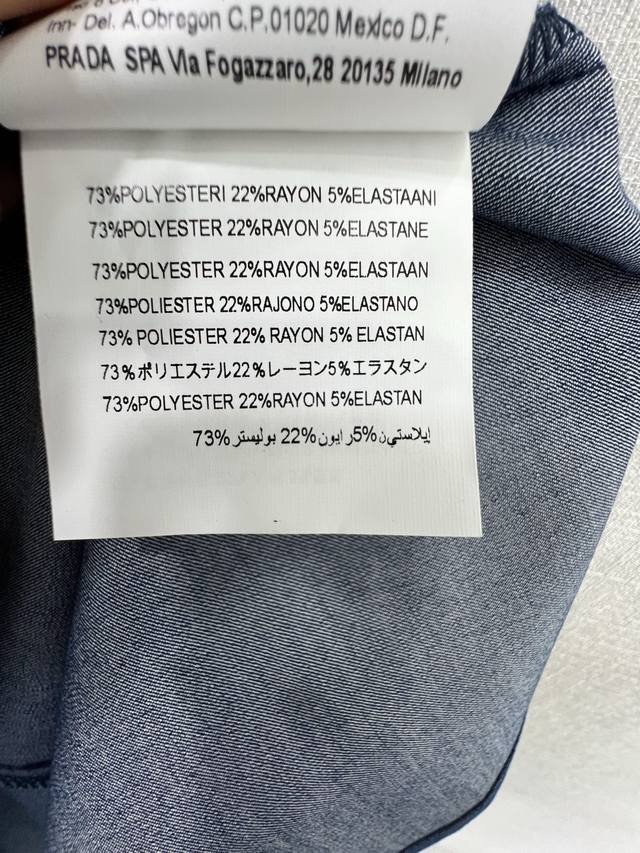 Inn- Del. A.Obregon C.P.01020 Mexico D.F.
PRADA SPA Via Fogazzaro,28 20135 Milano
73%POLYESTERI 22%RAYON 5%ELASTAANI
73%POLYESTER 22%RAYON 5%ELASTANE
73%POLYESTER 22%RAYON 5%ELASTAAN
73%POLIESTER 22%RAJONO 5%ELASTANO
73% POLIESTER 22% RAYON 5% ELASTAN
73%ポリエステル22%レーヨン5%エラスタン
73%POLYESTER 22%RAYON 5%ELASTAN
إيلاستين%5رايون%22 بوليستر%73